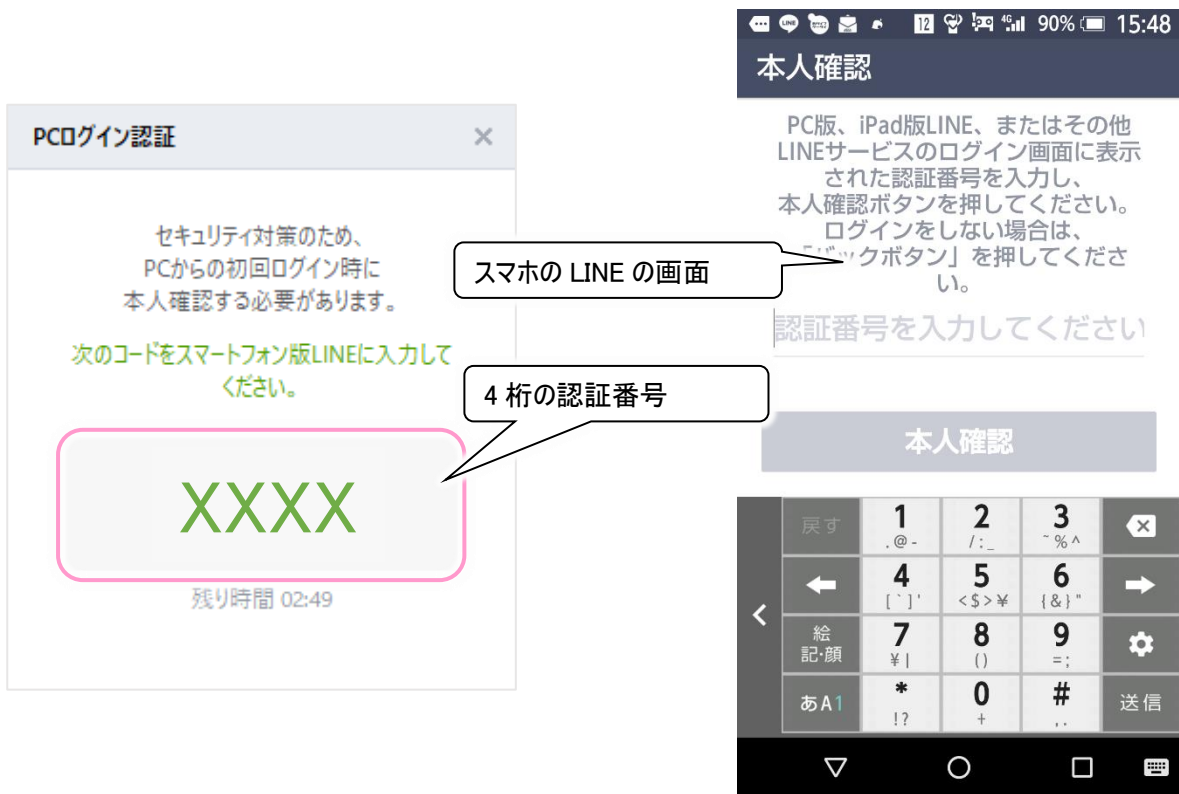 PCログイン認証
セキュリティ対策のため、
PCからの初回ログイン時に
本人確認する必要があります。
次のコードをスマートフォン版LINEに入力して
ください。
XXXX
残り時間 02:49
スマホの LINE の画面
4 桁の認証番号
12 4G 90% 15:48
本人確認
PC版、iPad版LINE、またはその他
LINEサービスのログイン画面に表示
された認証番号を入力し、
本人確認ボタンを押してください。
ログインをしない場合は、
「バックボタン」を押してくださ
い。
認証番号を入力してください
本人確認
戻す 1 2 3
.@- /:_ ~%^
4 5 6
[`]' <$>¥ {&}"
絵 7 8 9
記·顔 ¥| () =;
あA1 * 0 # 送信
!? + ,.